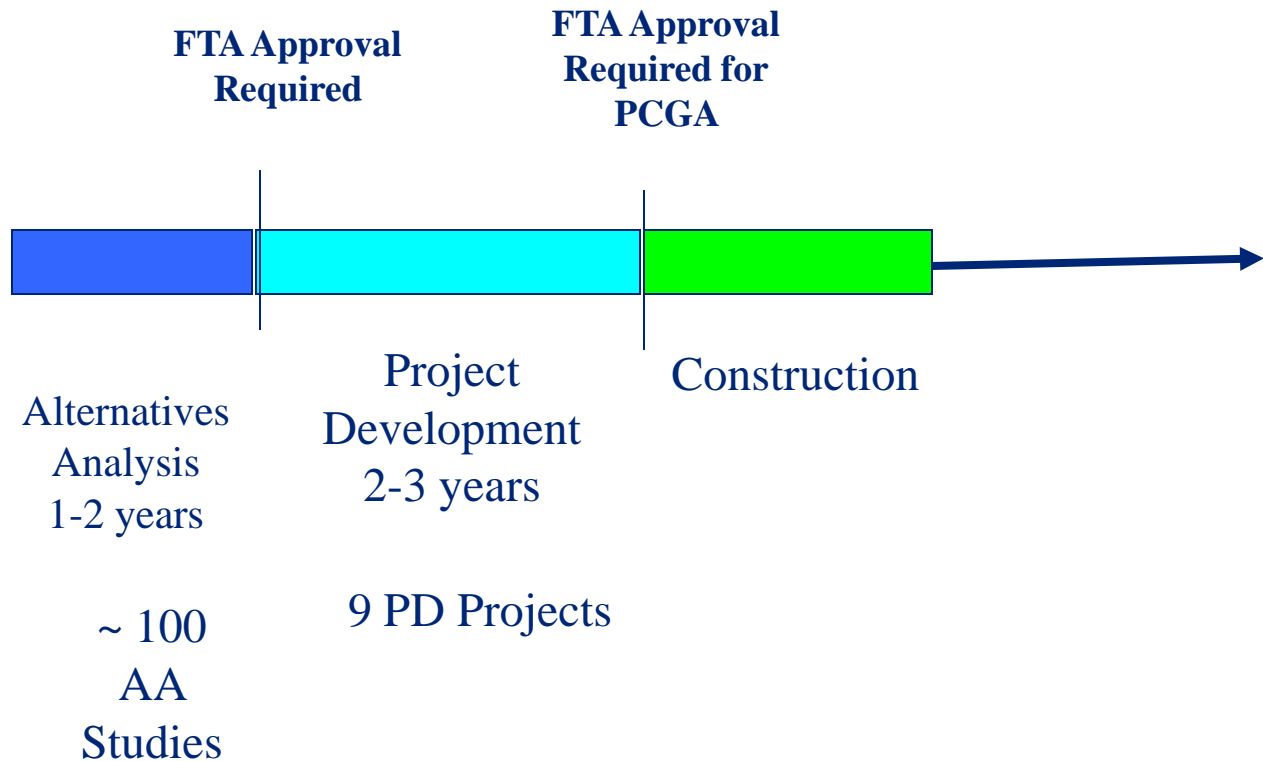 FTA Approval
Required
FTA Approval
Required for
PCGA
Alternatives
Analysis
1-2 years
~ 100
AA
Studies
Project
Development
2-3 years
9 PD Projects
Construction